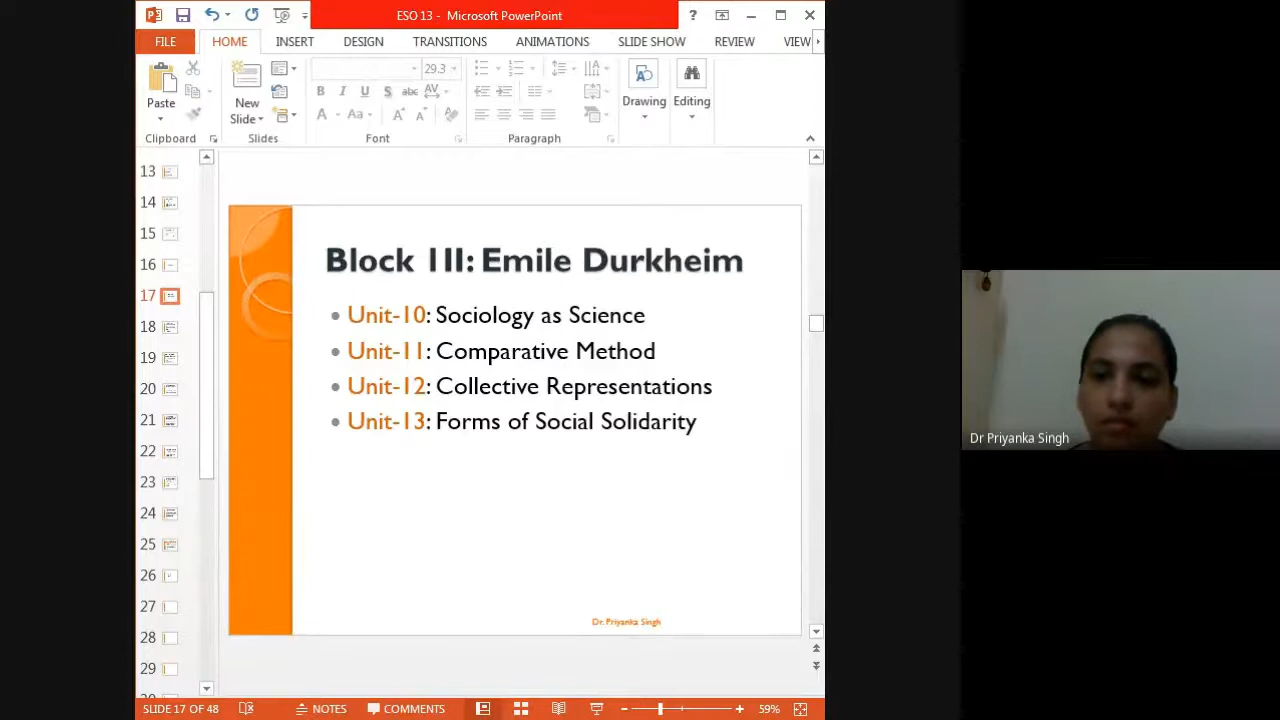 ESO 13 - Microsoft PowerPoint
FILE HOME INSERT DESIGN TRANSITIONS ANIMATIONS SLIDE SHOW REVIEW VIEW
29.3
Paste
New
Slide
Drawing
Editing
B I U S abc AV
A Aa A A
Clipboard Slides Font Paragraph
13
14
15
16
17
18
19
20
21
22
23
24
25
26
27
28
29
Block 1II: Emile Durkheim
Unit-10: Sociology as Science
Unit-11: Comparative Method
Unit-12: Collective Representations
Unit-13: Forms of Social Solidarity
Dr. Priyanka Singh
Dr Priyanka Singh
SLIDE 17 OF 48 NOTES COMMENTS 59%